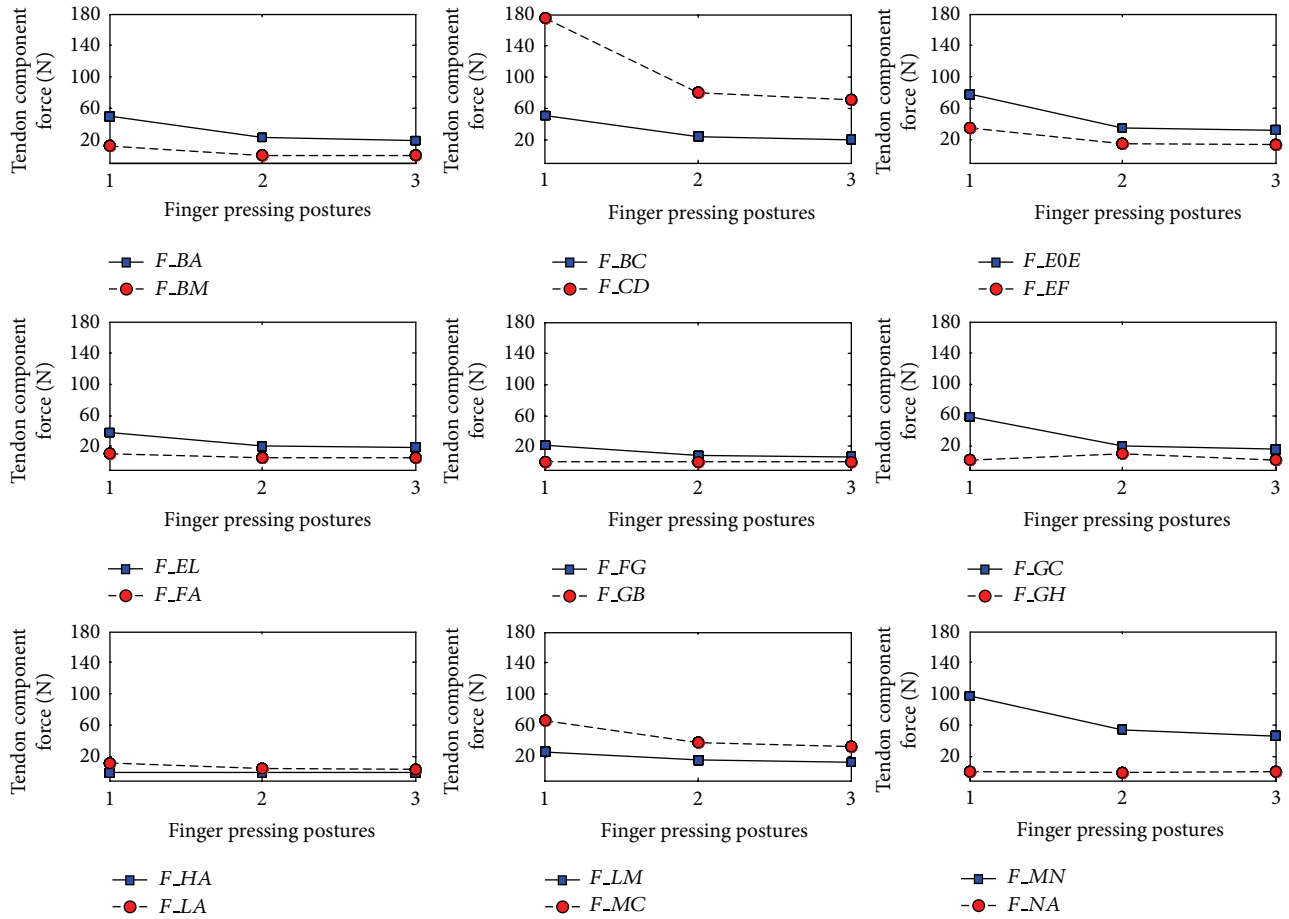 Tendon component
force (N)
180
140
100
60
20
1
2
3
Finger pressing postures
F_BA
F_BM
Tendon component
force (N)
180
140
100
60
20
1
2
3
Finger pressing postures
F_BC
F_CD
Tendon component
force (N)
180
140
100
60
20
1
2
3
Finger pressing postures
F_E0E
F_EF
Tendon component
force (N)
180
140
100
60
20
1
2
3
Finger pressing postures
F_EL
F_FA
Tendon component
force (N)
180
140
100
60
20
1
2
3
Finger pressing postures
F_FG
F_GB
Tendon component
force (N)
180
140
100
60
20
1
2
3
Finger pressing postures
F_GC
F_GH
Tendon component
force (N)
180
140
100
60
20
1
2
3
Finger pressing postures
F_HA
F_LA
Tendon component
force (N)
180
140
100
60
20
1
2
3
Finger pressing postures
F_LM
F_MC
Tendon component
force (N)
180
140
100
60
20
1
2
3
Finger pressing postures
F_MN
F_NA